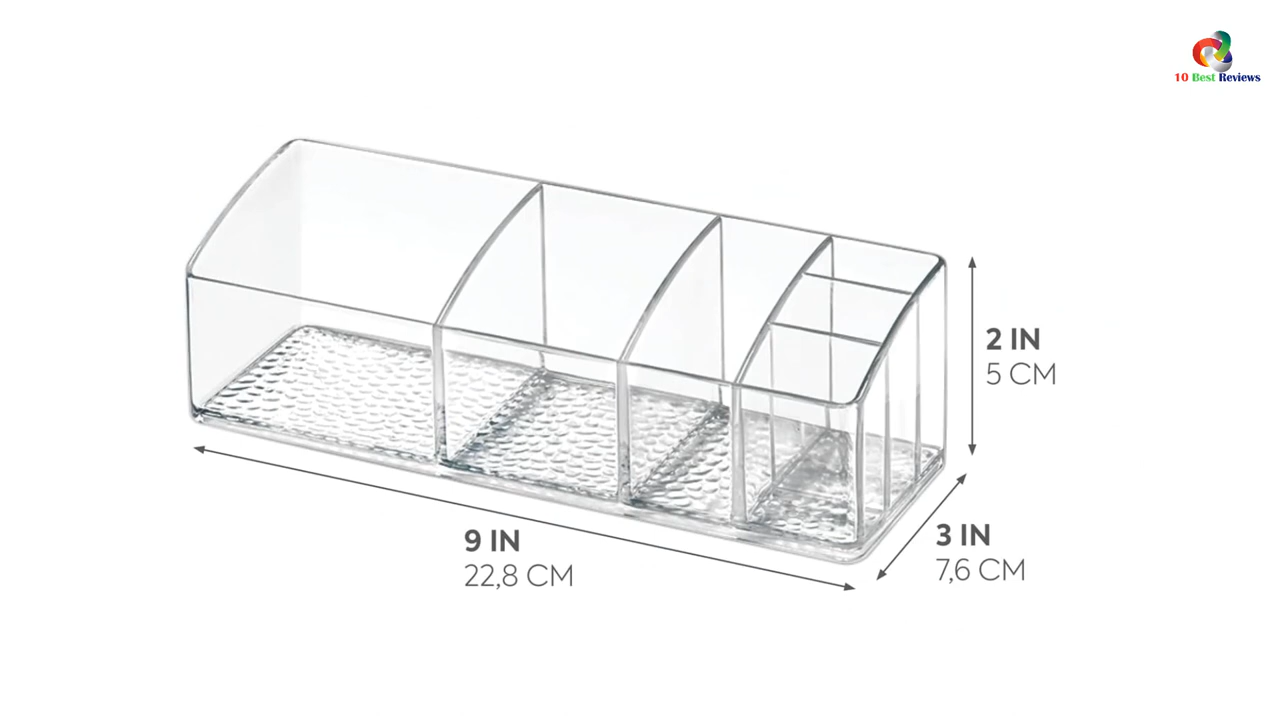 10 Best Reviews
2 IN
5 CM
9 IN
22,8 CM
3 IN
7,6 CM